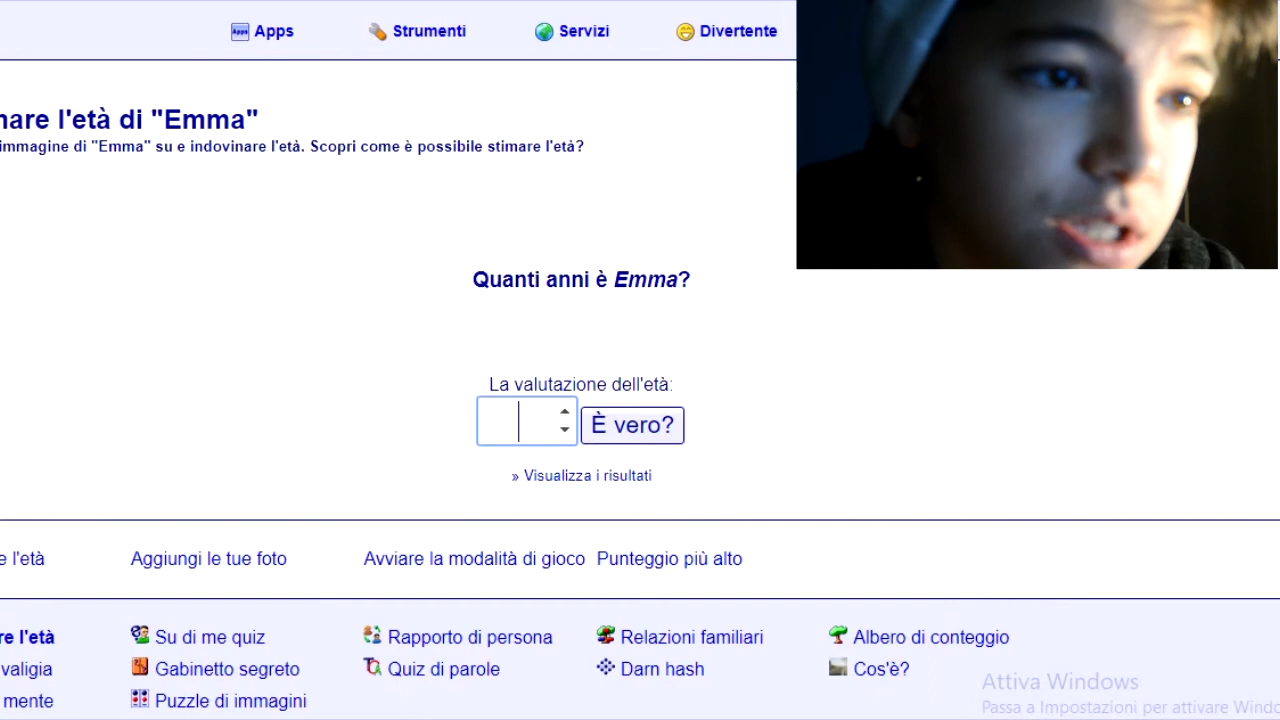 Apps Strumenti Servizi Divertente
nare l'età di "Emma"
immagine di "Emma" su e indovinare l'età. Scopri come è possibile stimare l'età?
Quanti anni è Emma?
La valutazione dell'età:
È vero?
» Visualizza i risultati
e l'età Aggiungi le tue foto Avviare la modalità di gioco Punteggio più alto
re l'età Su di me quiz Rapporto di persona Relazioni familiari Albero di conteggio
valigia Gabinetto segreto Quiz di parole Darn hash Cos'è?
mente Puzzle di immagini
Attiva Windows
Passa a Impostazioni per attivare Windo